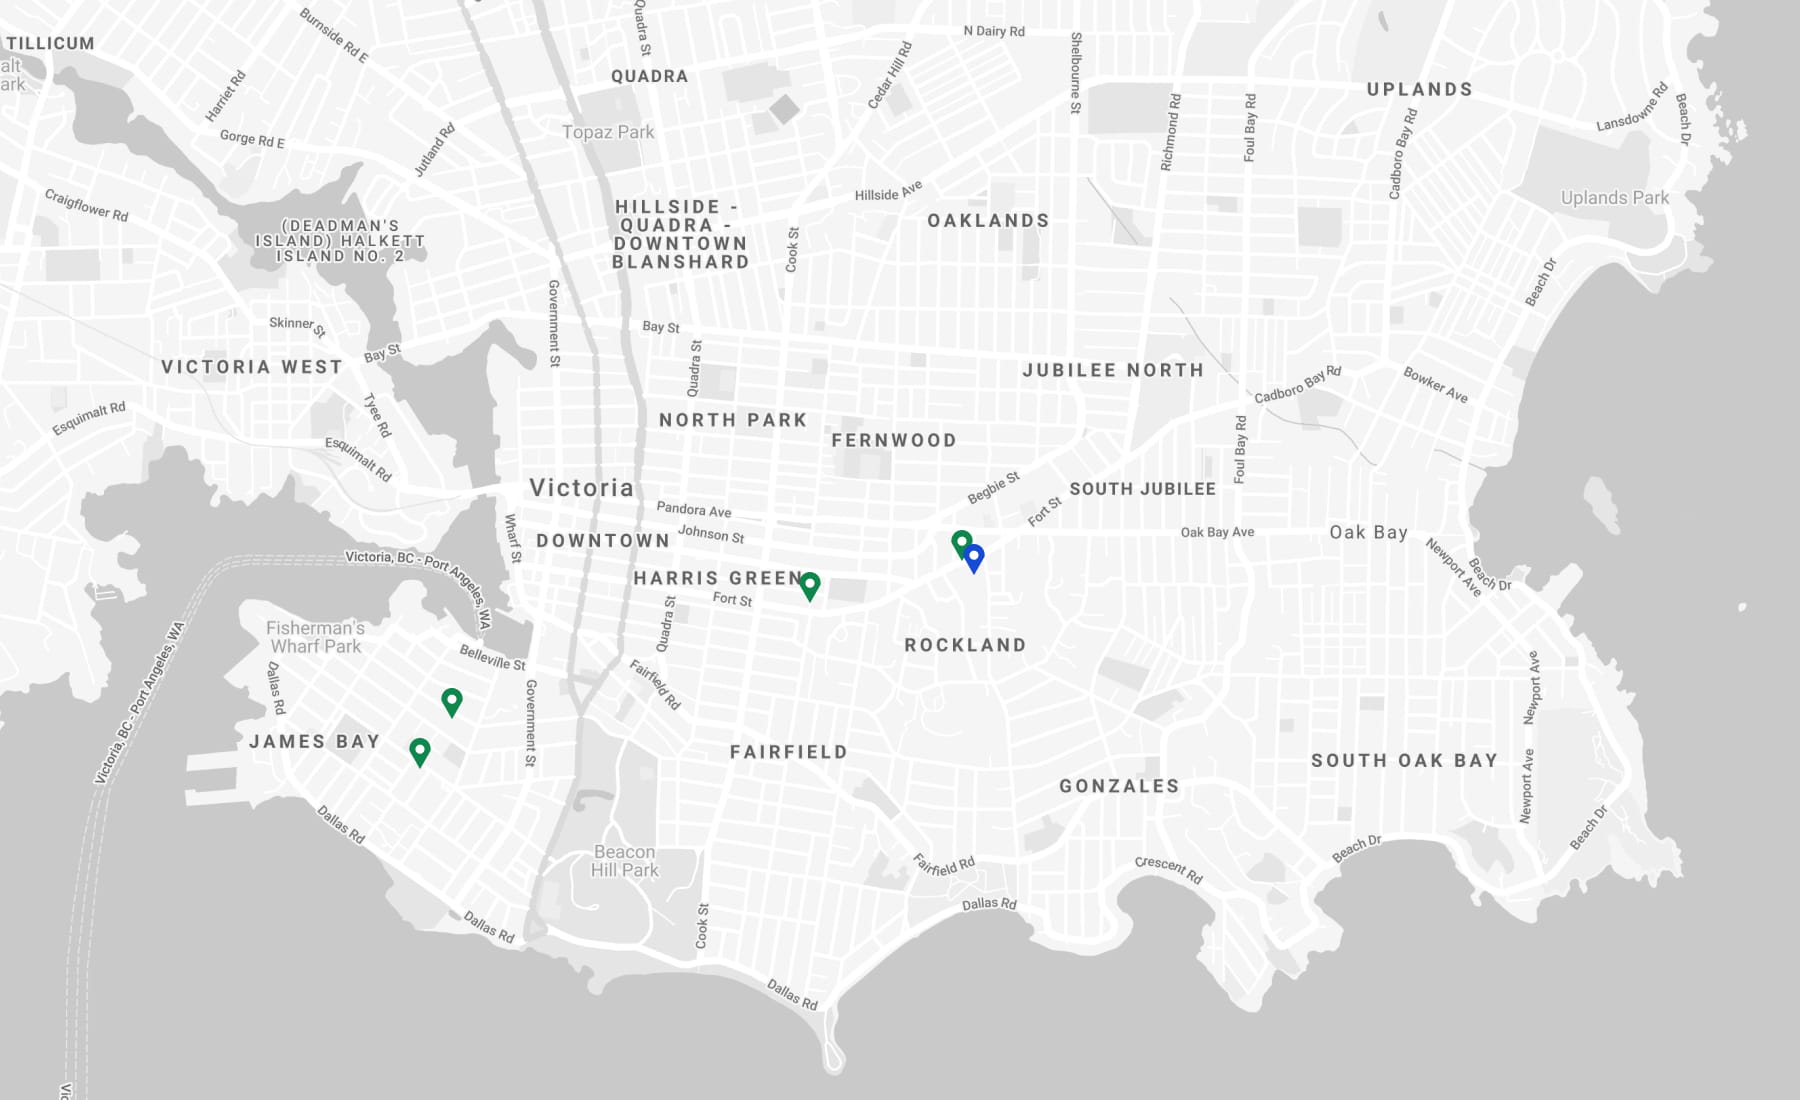 TILLICUM
alt
ark
Burnside Rd E
Harriet Rd
Gorge Rd E
Jutland Rd
Quadra St
QUADRA
Topaz Park
Cedar Hill Rd
N Dairy Rd
Shelbourne St
Richmond Rd
Foul Bay Rd
Cadboro Bay Rd
UPLANDS
Lansdowne Rd
Beach Dr
Uplands Park
Craigflower Rd
(DEADMAN'S
ISLAND) HALKETT
ISLAND NO. 2
HILLSIDE -
QUADRA -
DOWNTOWN
BLANSHARD
Hillside Ave
OAKLANDS
Cook St
Beach Dr
Government St
Skinner St
Bay St
Bay St
VICTORIA WEST
Quadra St
JUBILEE NORTH
Cadboro Bay Rd
Bowker Ave
Esquimalt Rd
Tyee Rd
Esquimalt Rd
NORTH PARK
FERNWOOD
Foul Bay Rd
Victoria
Begbie St
SOUTH JUBILEE
Fort St
Pandora Ave
Johnson St
Wharf St
DOWNTOWN
Oak Bay Ave
Oak Bay
Newport Ave
Beach Dr
Victoria, BC - Port Angeles, WA
HARRIS GREEN
Fort St
Quadra St
Fisherman's
Wharf Park
Belleville St
Victoria, BC - Port Angeles, WA
Dallas Rd
Fairfield Rd
ROCKLAND
Government St
Newport Ave
JAMES BAY
FAIRFIELD
GONZALES
SOUTH OAK BAY
Newport Ave
Dallas Rd
Beacon
Hill Park
Fairfield Rd
Crescent Rd
Beach Dr
Beach Dr
Dallas Rd
Cook St
Dallas Rd
Dallas Rd
Vic